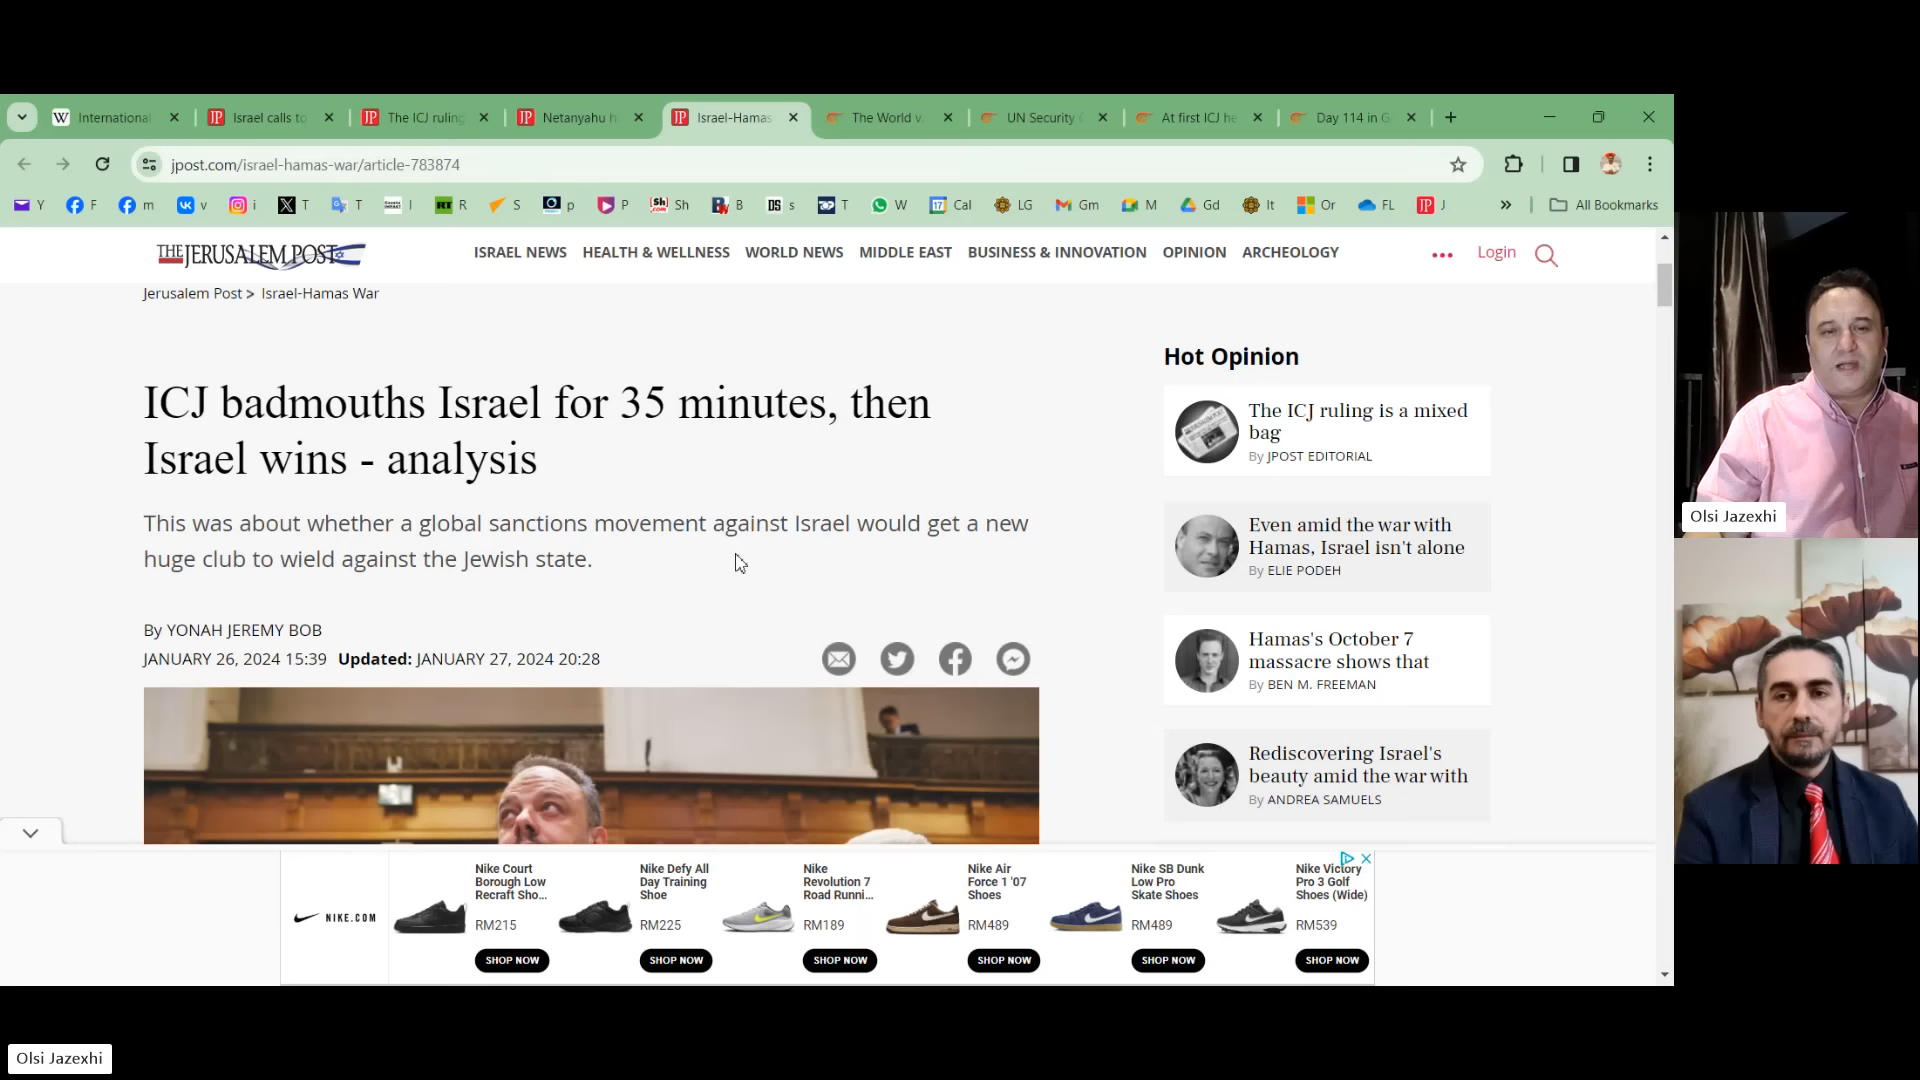 International
Israel calls to
The ICJ ruling
Netanyahu h
Israel-Hamas
The World v
UN Security
At first ICJ he
Day 114 in G
jpost.com/israel-hamas-war/article-783874
Y
F
m
v
i
T
T
I
R
S
p
P
Sh
B
s
T
W
Cal
LG
Gm
M
Gd
It
Or
FL
J
All Bookmarks
THE JERUSALEM POST
ISRAEL NEWS
HEALTH & WELLNESS
WORLD NEWS
MIDDLE EAST
BUSINESS & INNOVATION
OPINION
ARCHEOLOGY
Login
Jerusalem Post > Israel-Hamas War
ICJ badmouths Israel for 35 minutes, then
Israel wins - analysis
This was about whether a global sanctions movement against Israel would get a new
huge club to wield against the Jewish state.
By YONAH JEREMY BOB
JANUARY 26, 2024 15:39 Updated: JANUARY 27, 2024 20:28
Hot Opinion
The ICJ ruling is a mixed
bag
By JPOST EDITORIAL
Even amid the war with
Hamas, Israel isn't alone
By ELIE PODEH
Hamas's October 7
massacre shows that
By BEN M. FREEMAN
Rediscovering Israel's
beauty amid the war with
By ANDREA SAMUELS
NIKE.COM
Nike Court
Borough Low
Recraft Sho...
RM215
SHOP NOW
Nike Defy All
Day Training
Shoe
RM225
SHOP NOW
Nike
Revolution 7
Road Runni...
RM189
SHOP NOW
Nike Air
Force 1 '07
Shoes
RM489
SHOP NOW
Nike SB Dunk
Low Pro
Skate Shoes
RM489
SHOP NOW
Nike Victory
Pro 3 Golf
Shoes (Wide)
RM539
SHOP NOW
Olsi Jazexhi
Olsi Jazexhi